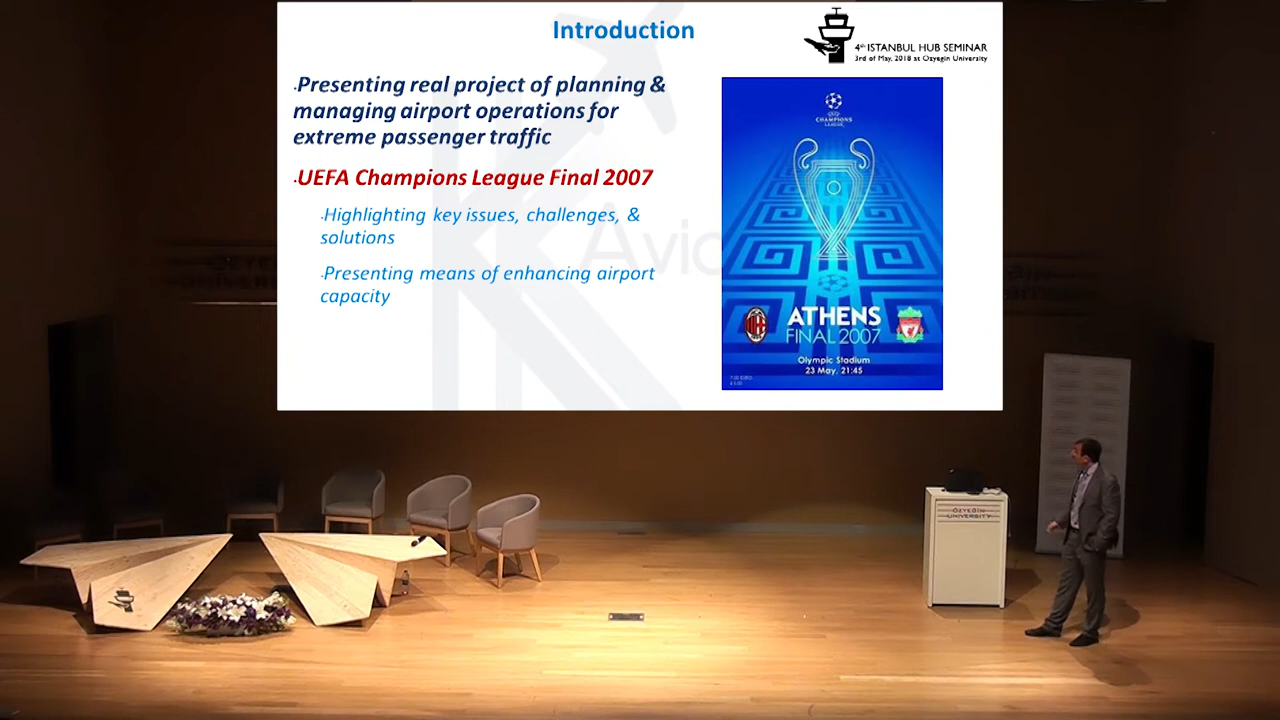 Introduction
4th ISTANBUL HUB SEMINAR
3rd of May, 2018 at Ozyegin University
.Presenting real project of planning &
managing airport operations for
extreme passenger traffic
.UEFA Champions League Final 2007
.Highlighting key issues, challenges, &
solutions
.Presenting means of enhancing airport
capacity
CHAMPIONS
LEAGUE
ATHENS
FINAL 2007
Olympic Stadium
23 May, 21:45
ÖZYEĞİN
UNIVERSITY